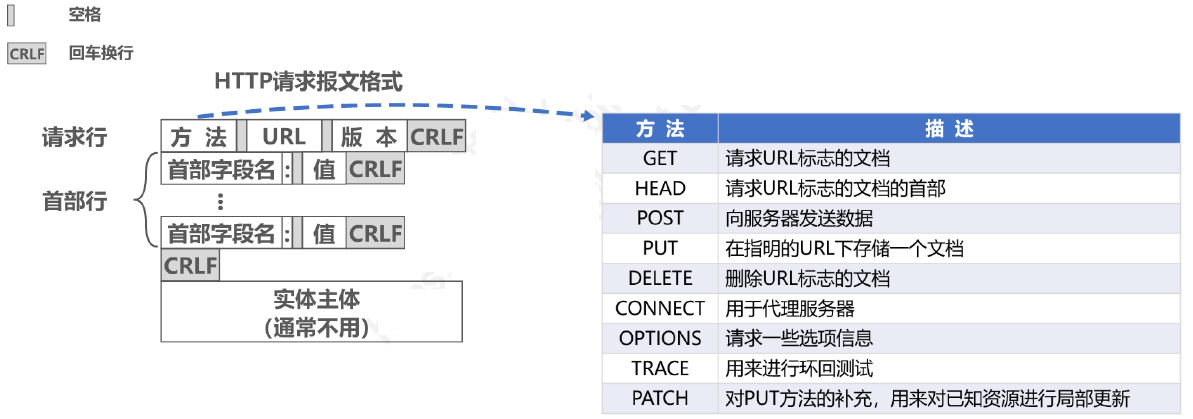 空格
CRLF 回车换行
HTTP请求报文格式
请求行 方 法 URL 版 本 CRLF
首部字段名 : 值 CRLF
首部行
⋮
首部字段名 : 值 CRLF
CRLF
实体主体
(通常不用)
方 法 描 述
GET 请求URL标志的文档
HEAD 请求URL标志的文档的首部
POST 向服务器发送数据
PUT 在指明的URL下存储一个文档
DELETE 删除URL标志的文档
CONNECT 用于代理服务器
OPTIONS 请求一些选项信息
TRACE 用来进行环回测试
PATCH 对PUT方法的补充，用来对已知资源进行局部更新